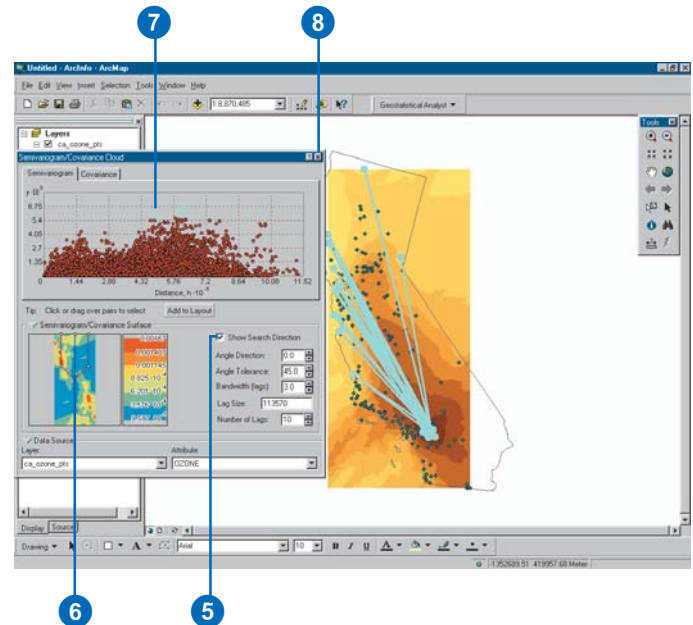 7
8
Untitled - ArcInfo - ArcMap
File Edit View Insert Selection Tools Window Help
1:8,870,485
Geostatistical Analyst
Layers
ca_ozone_pts
Tools
Semivariogram/Covariance Cloud
Semivariogram
Covariance
6.75
5.4
4.05
2.7
1.35
0 1.44 2.88 4.32 5.76 7.2 8.64 10.08 11.52
Tip: Click or drag over pairs to select
Add to Layout
Semivariogram/Covariance Surface
Show Search Direction
Angle Direction: 0.0
Angle Tolerance: 45.0
Bandwidth (lags): 3.0
Lag Size: 113570
Number of Lags: 10
Data Source
Layer:
Attribute:
ca_ozone_pts
OZONE
Display Source
Drawing
A
Arial
10
B I U A
-1352689.51 419957.68 Meter
6
5